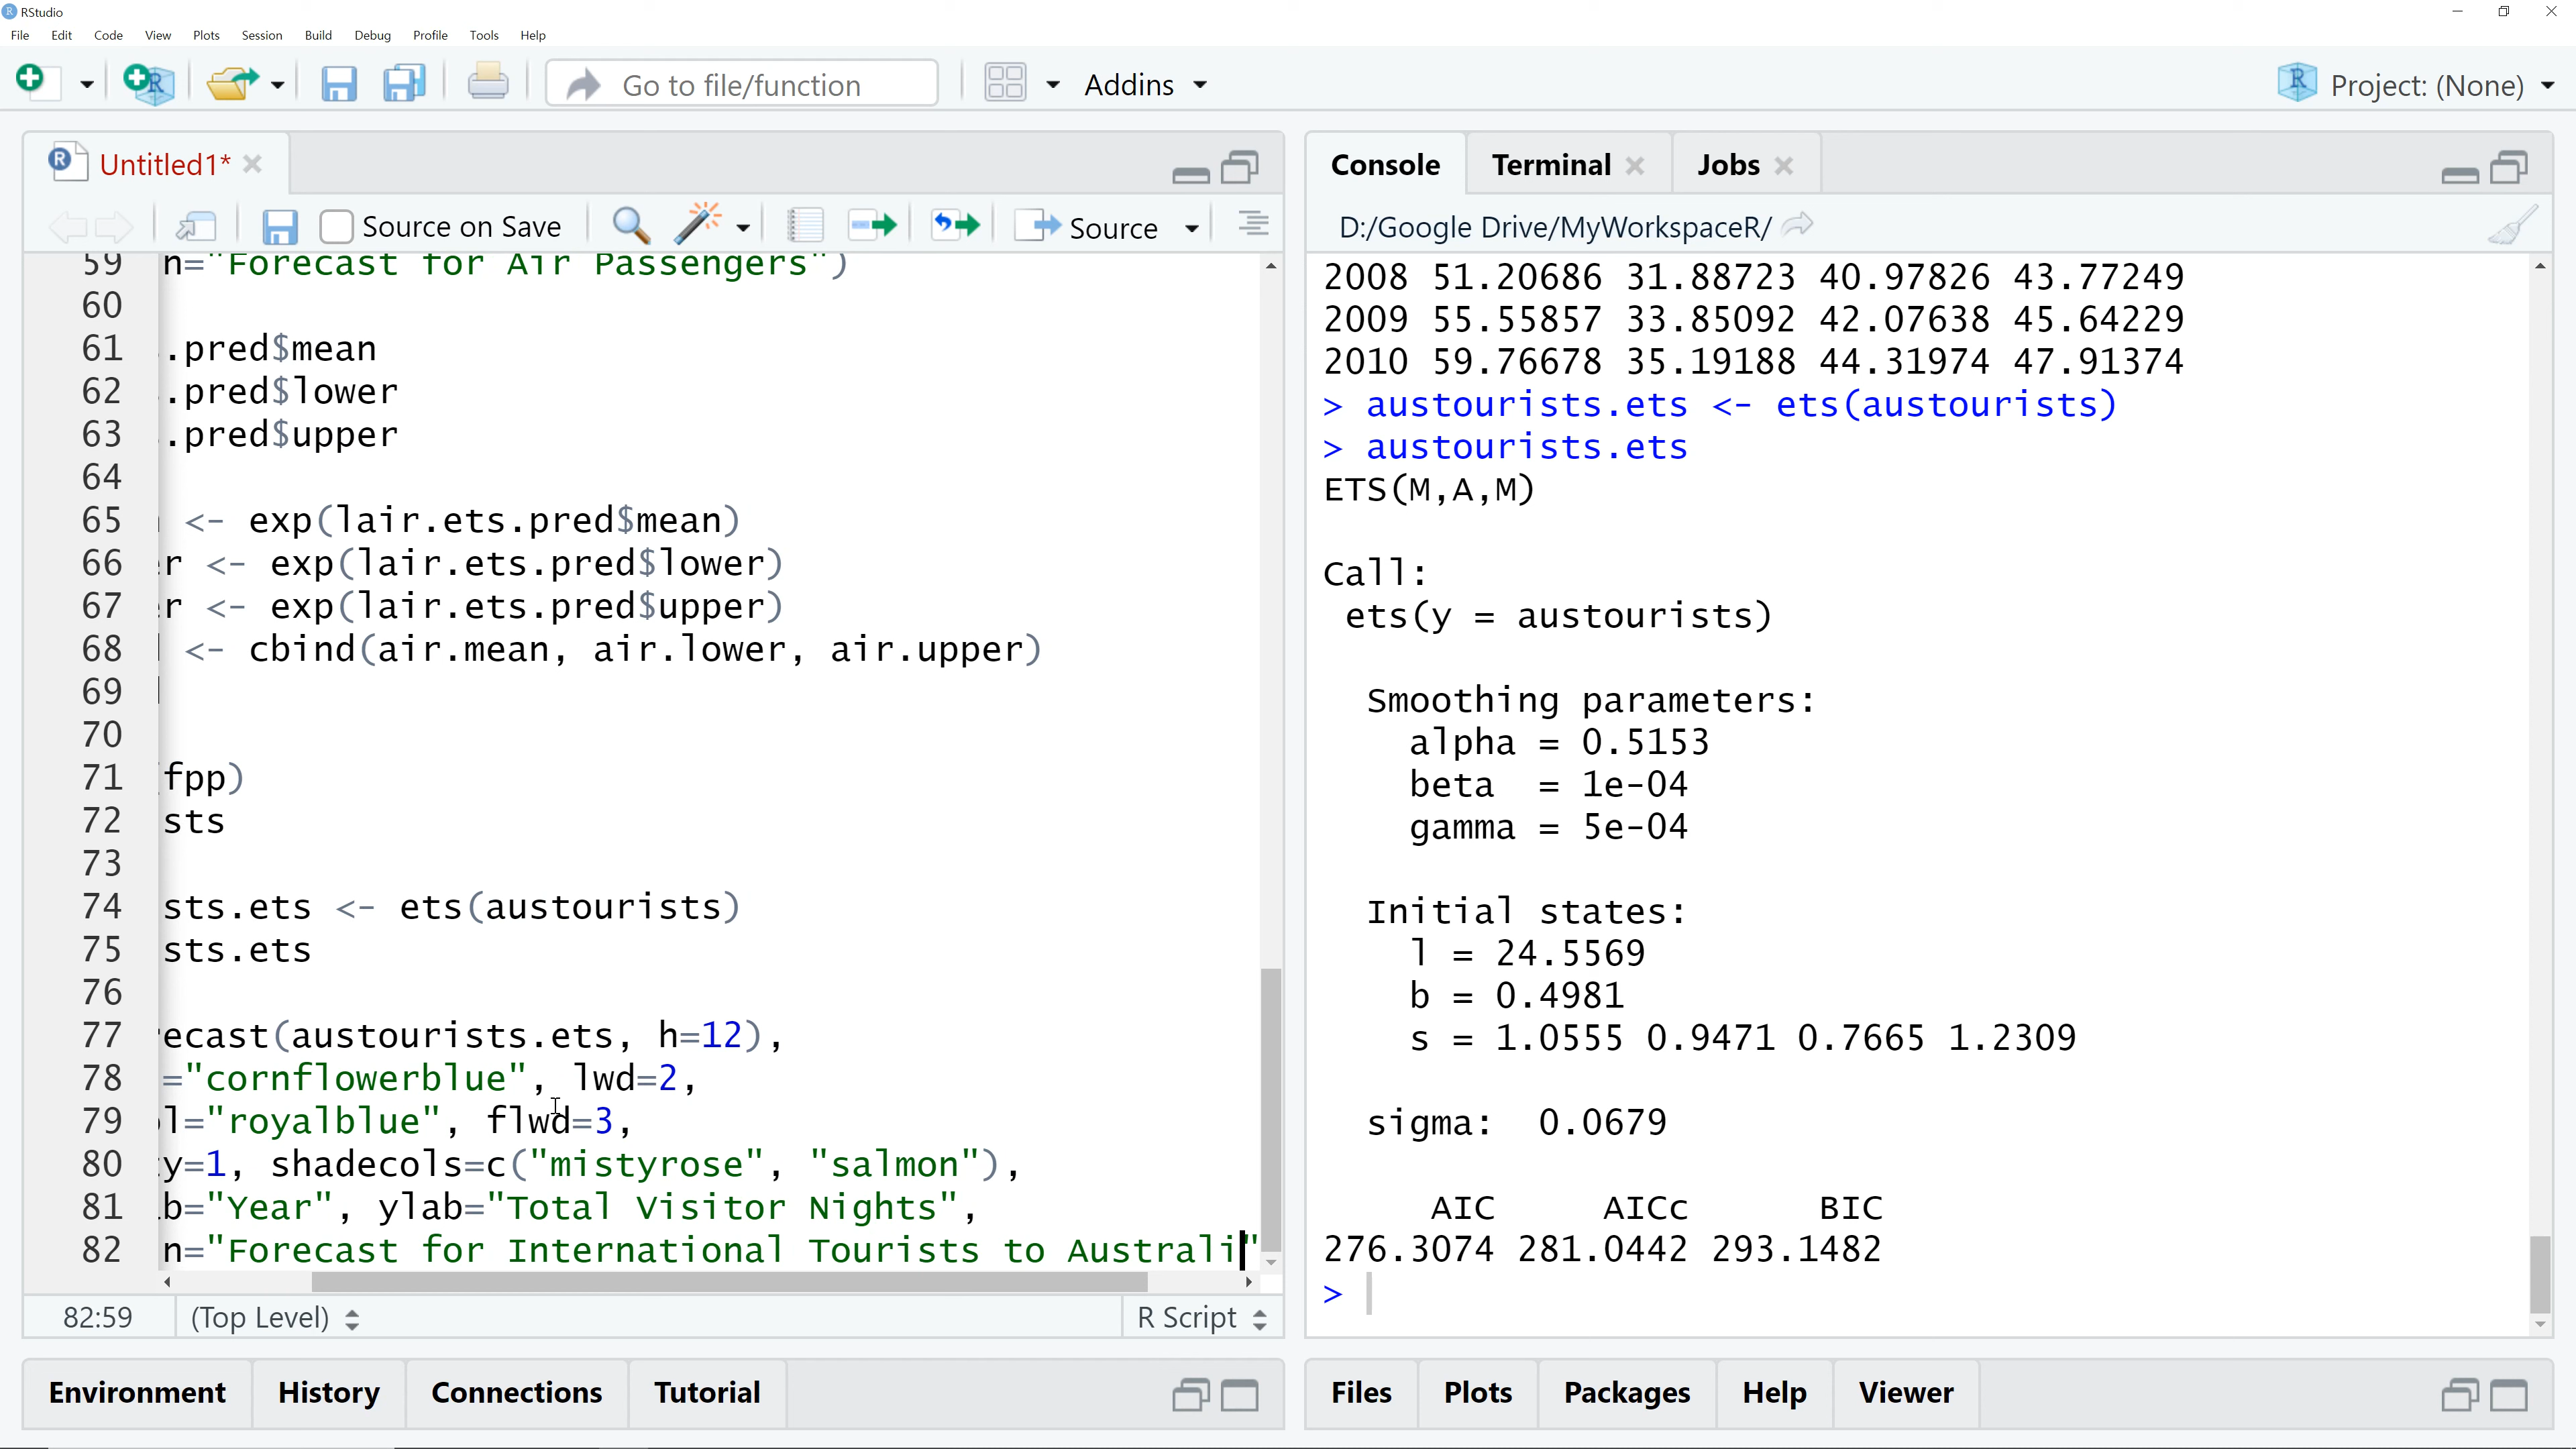 RStudio
File Edit Code View Plots Session Build Debug Profile Tools Help
Go to file/function Addins Project: (None)
Untitled1*
Source on Save Source
59 n="Forecast for Air Passengers")
60
61 .pred$mean
62 .pred$lower
63 .pred$upper
64
65 <- exp(lair.ets.pred$mean)
66 r <- exp(lair.ets.pred$lower)
67 r <- exp(lair.ets.pred$upper)
68 <- cbind(air.mean, air.lower, air.upper)
69
70
71 fpp)
72 sts
73
74 sts.ets <- ets(austourists)
75 sts.ets
76
77 ecast(austourists.ets, h=12),
78 ="cornflowerblue", lwd=2,
79 l="royalblue", flwd=3,
80 y=1, shadecols=c("mistyrose", "salmon"),
81 b="Year", ylab="Total Visitor Nights",
82 n="Forecast for International Tourists to Australi"
82:59 (Top Level) R Script
Environment History Connections Tutorial
Console Terminal Jobs
D:/Google Drive/MyWorkspaceR/
2008 51.20686 31.88723 40.97826 43.77249
2009 55.55857 33.85092 42.07638 45.64229
2010 59.76678 35.19188 44.31974 47.91374
> austourists.ets <- ets(austourists)
> austourists.ets
ETS(M,A,M)
Call:
ets(y = austourists)
Smoothing parameters:
alpha = 0.5153
beta = 1e-04
gamma = 5e-04
Initial states:
l = 24.5569
b = 0.4981
s = 1.0555 0.9471 0.7665 1.2309
sigma: 0.0679
AIC AICc BIC
276.3074 281.0442 293.1482
>
Files Plots Packages Help Viewer